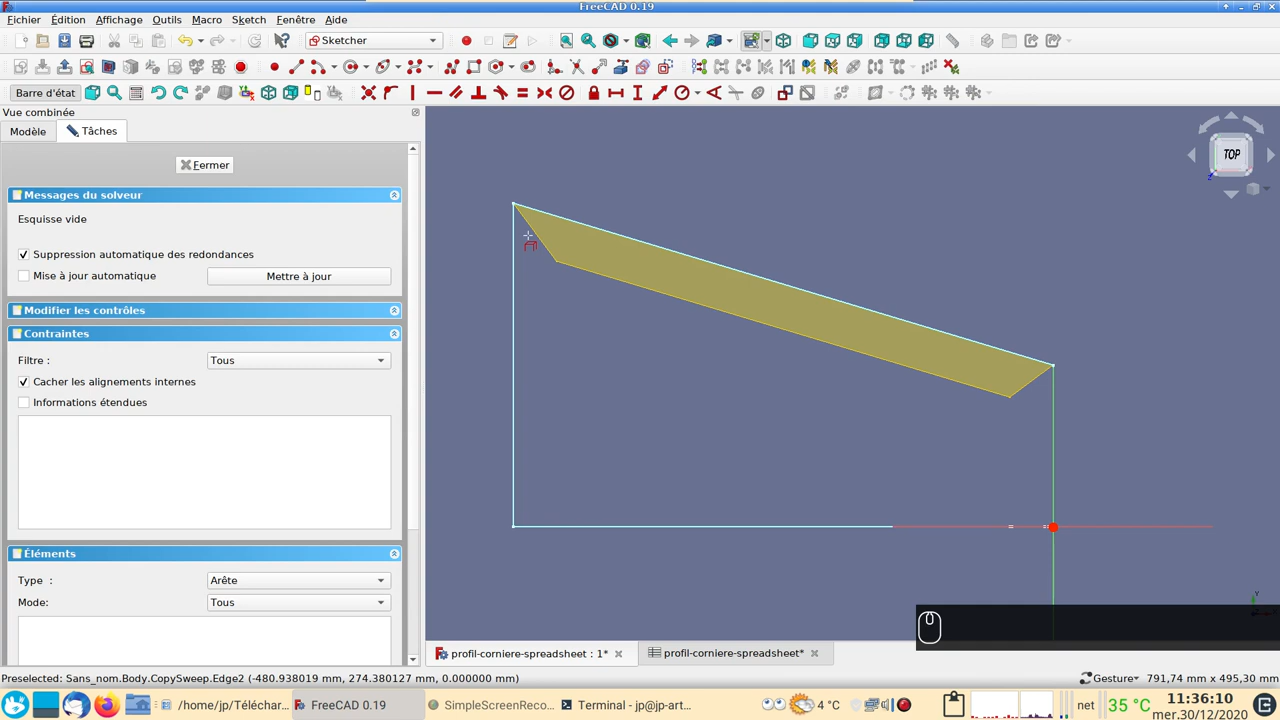 FreeCAD 0.19
Fichier Édition Affichage Outils Macro Sketch Fenêtre Aide
Sketcher
Barre d'état
Vue combinée
Modèle Tâches
Fermer
Messages du solveur
Esquisse vide
Suppression automatique des redondances
Mise à jour automatique Mettre à jour
Modifier les contrôles
Contraintes
Filtre : Tous
Cacher les alignements internes
Informations étendues
Éléments
Type : Arête
Mode: Tous
TOP
Y
profil-corniere-spreadsheet : 1* profil-corniere-spreadsheet*
Preselected: Sans_nom.Body.CopySweep.Edge2 (-480.938019 mm, 274.380127 mm, 0.000000 mm) Gesture 791,74 mm x 495,30 mm
/home/jp/Téléchar... FreeCAD 0.19 SimpleScreenReco... Terminal - jp@jp-art... 4 °C net 35 °C 11:36:10
mer.30/12/2020